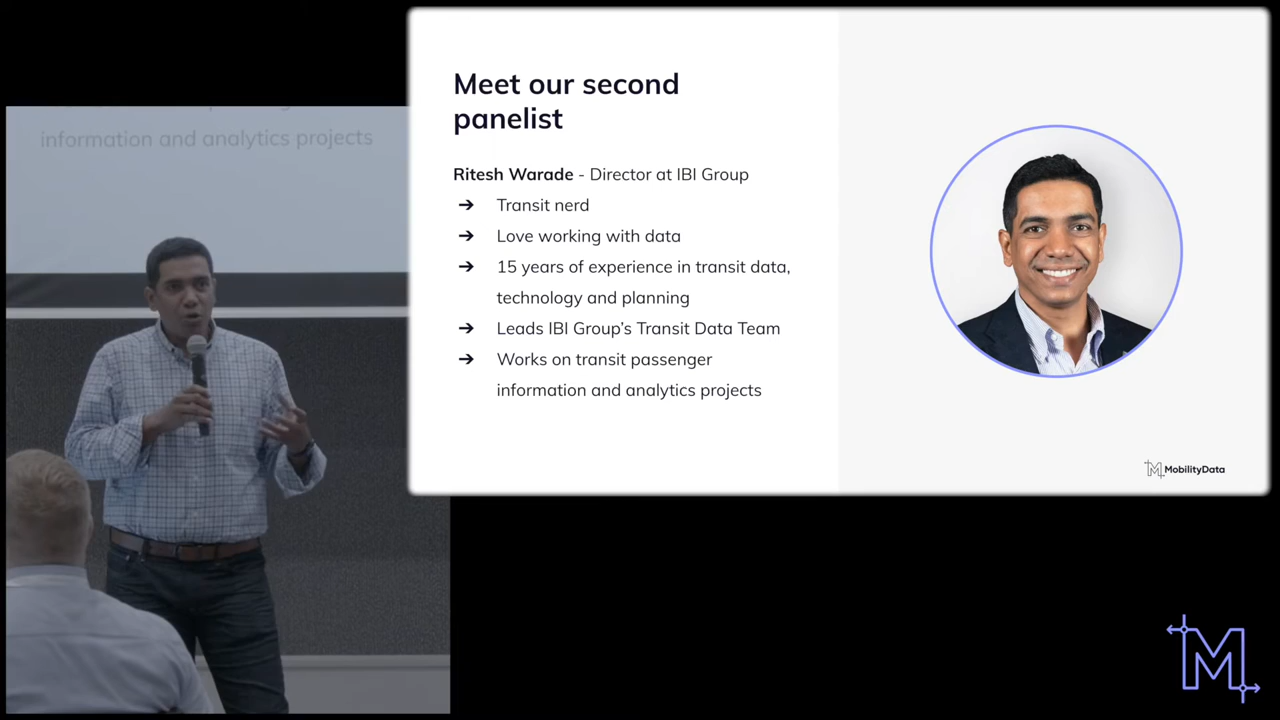 information and analytics projects
Meet our second
panelist
Ritesh Warade - Director at IBI Group
➔ Transit nerd
➔ Love working with data
➔ 15 years of experience in transit data,
technology and planning
➔ Leads IBI Group's Transit Data Team
➔ Works on transit passenger
information and analytics projects
MobilityData
M